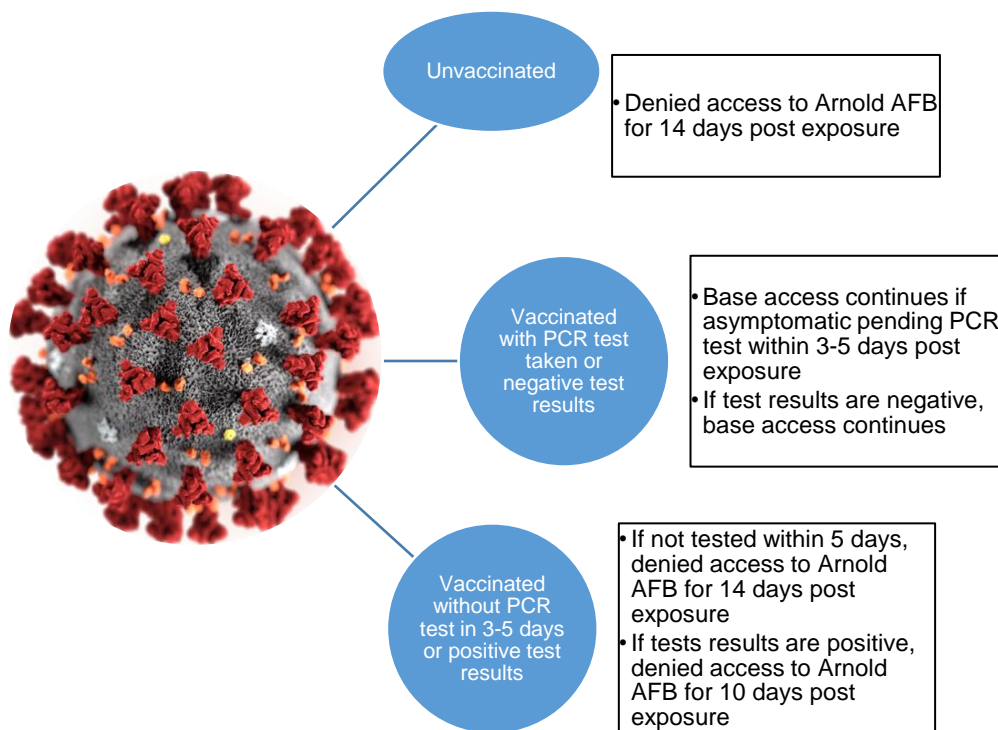 Unvaccinated
• Denied access to Arnold AFB
for 14 days post exposure
Vaccinated
with PCR test
taken or
negative test
results
• Base access continues if
asymptomatic pending PCR
test within 3-5 days post
exposure
• If test results are negative,
base access continues
Vaccinated
without PCR
test in 3-5 days
or positive test
results
• If not tested within 5 days,
denied access to Arnold
AFB for 14 days post
exposure
• If tests results are positive,
denied access to Arnold
AFB for 10 days post
exposure